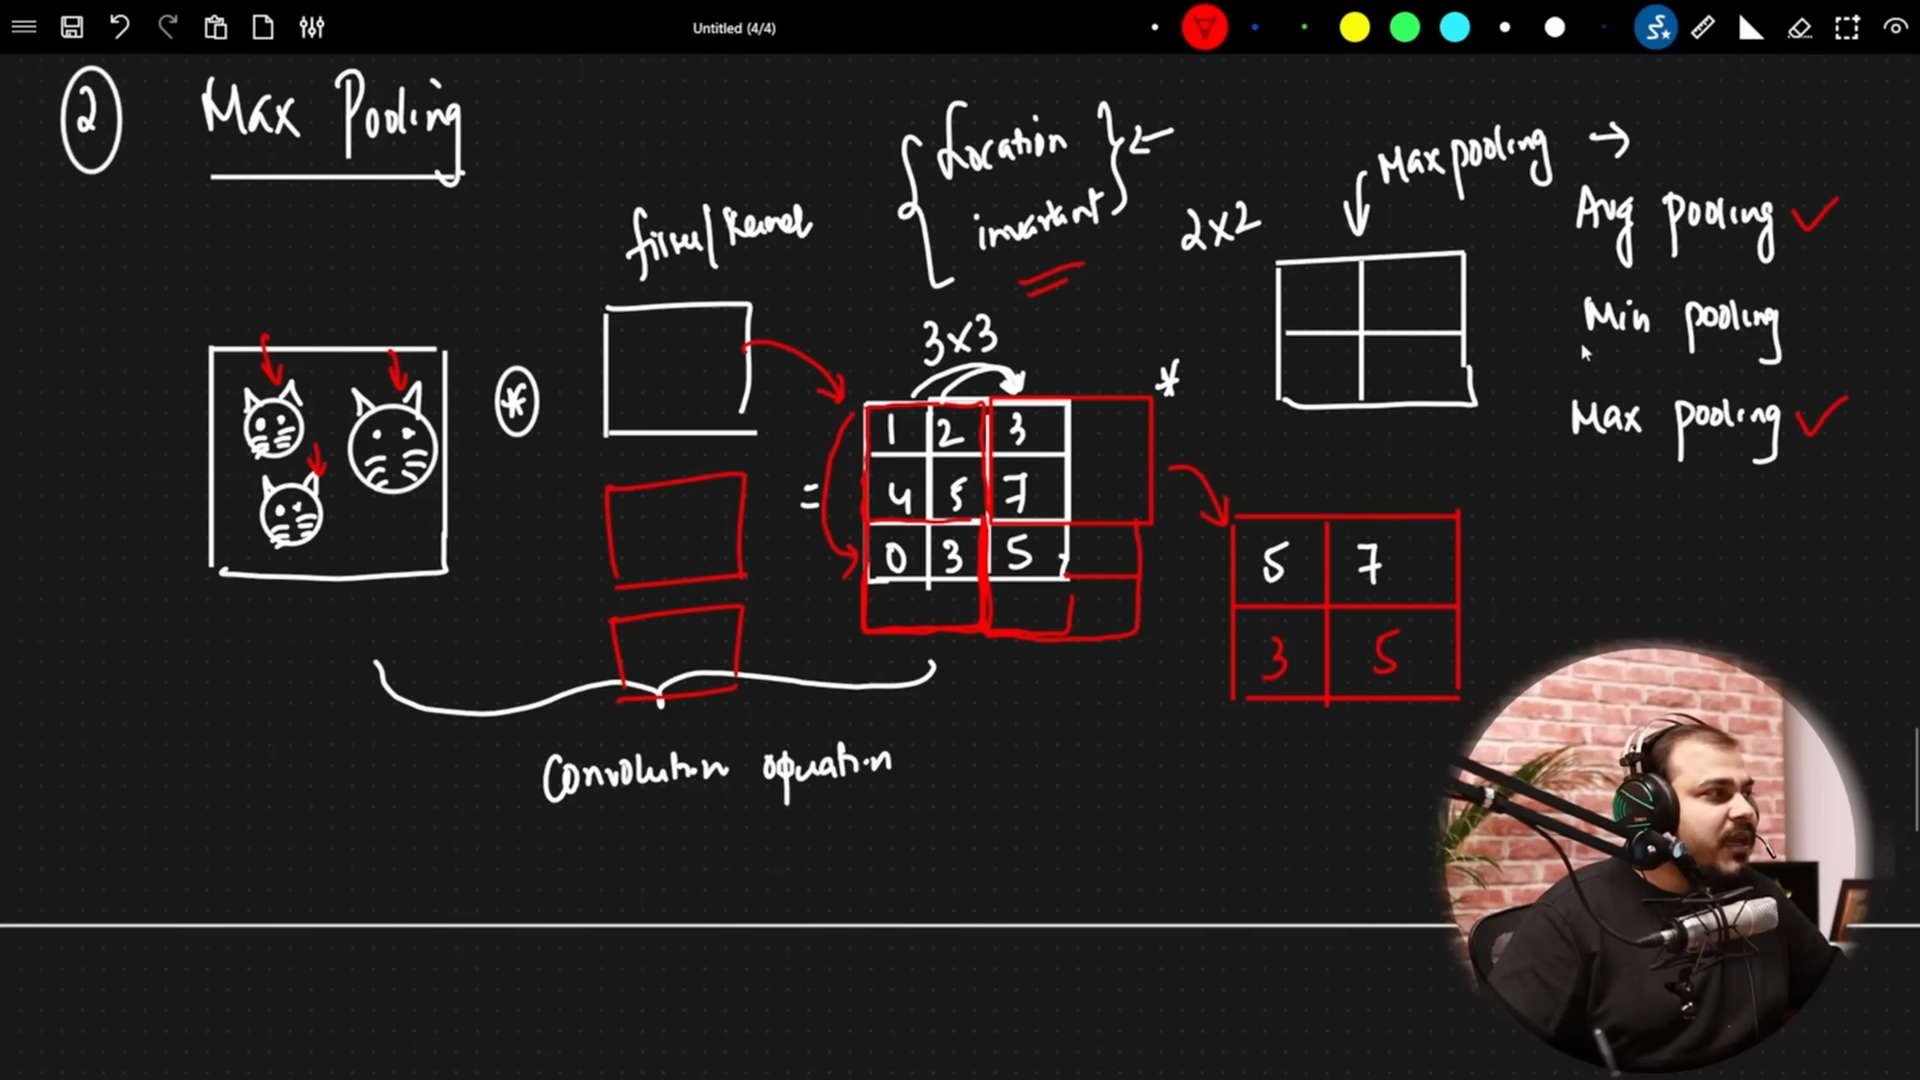 Untitled (4/4)
2 Max Pooling
Location
invariant
filter/kernel
2x2
Max pooling →
Avg pooling ✓
Min pooling
Max pooling ✓
3x3
*
*
=
1 2 3
4 5 7
0 3 5
5 7
3 5
Convolution opuation